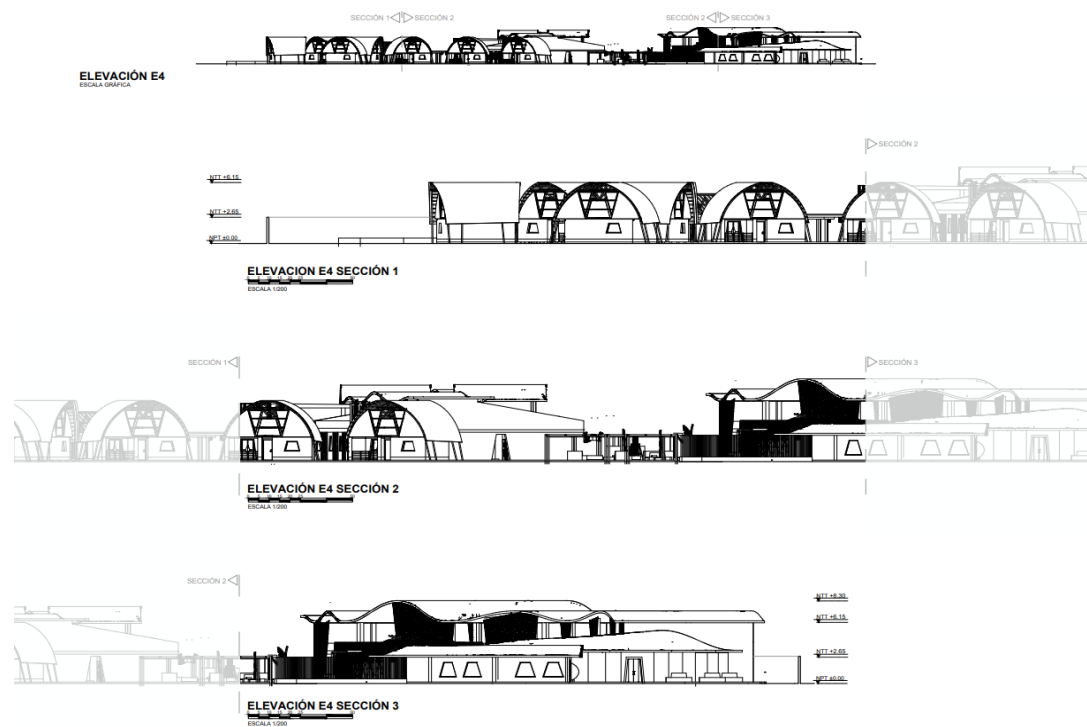 SECCIÓN 1 SECCIÓN 2 SECCIÓN 2 SECCIÓN 3
ELEVACIÓN E4
ESCALA GRÁFICA
SECCIÓN 2
NTT +6.15
NTT +2.65
NPT ±0.00
ELEVACION E4 SECCIÓN 1
ESCALA 1/200
SECCIÓN 1 SECCIÓN 3
ELEVACIÓN E4 SECCIÓN 2
ESCALA 1/200
SECCIÓN 2
NTT +8.30
NTT +6.15
NTT +2.65
NPT ±0.00
ELEVACIÓN E4 SECCIÓN 3
ESCALA 1/200